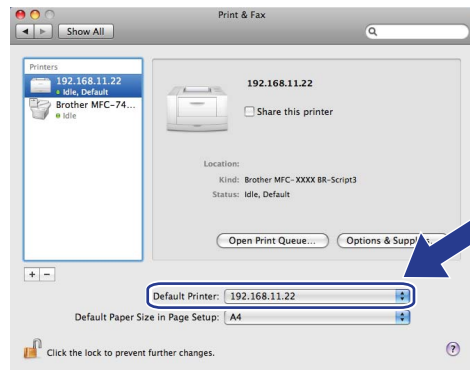 Print & Fax
Show All
Printers
192.168.11.22
Idle, Default
Brother MFC-74...
Idle
192.168.11.22
Share this printer
Location:
Kind: Brother MFC-XXXX BR-Script3
Status: Idle, Default
Open Print Queue... Options & Supplies...
+ −
Default Printer: 192.168.11.22
Default Paper Size in Page Setup: A4
Click the lock to prevent further changes. ?